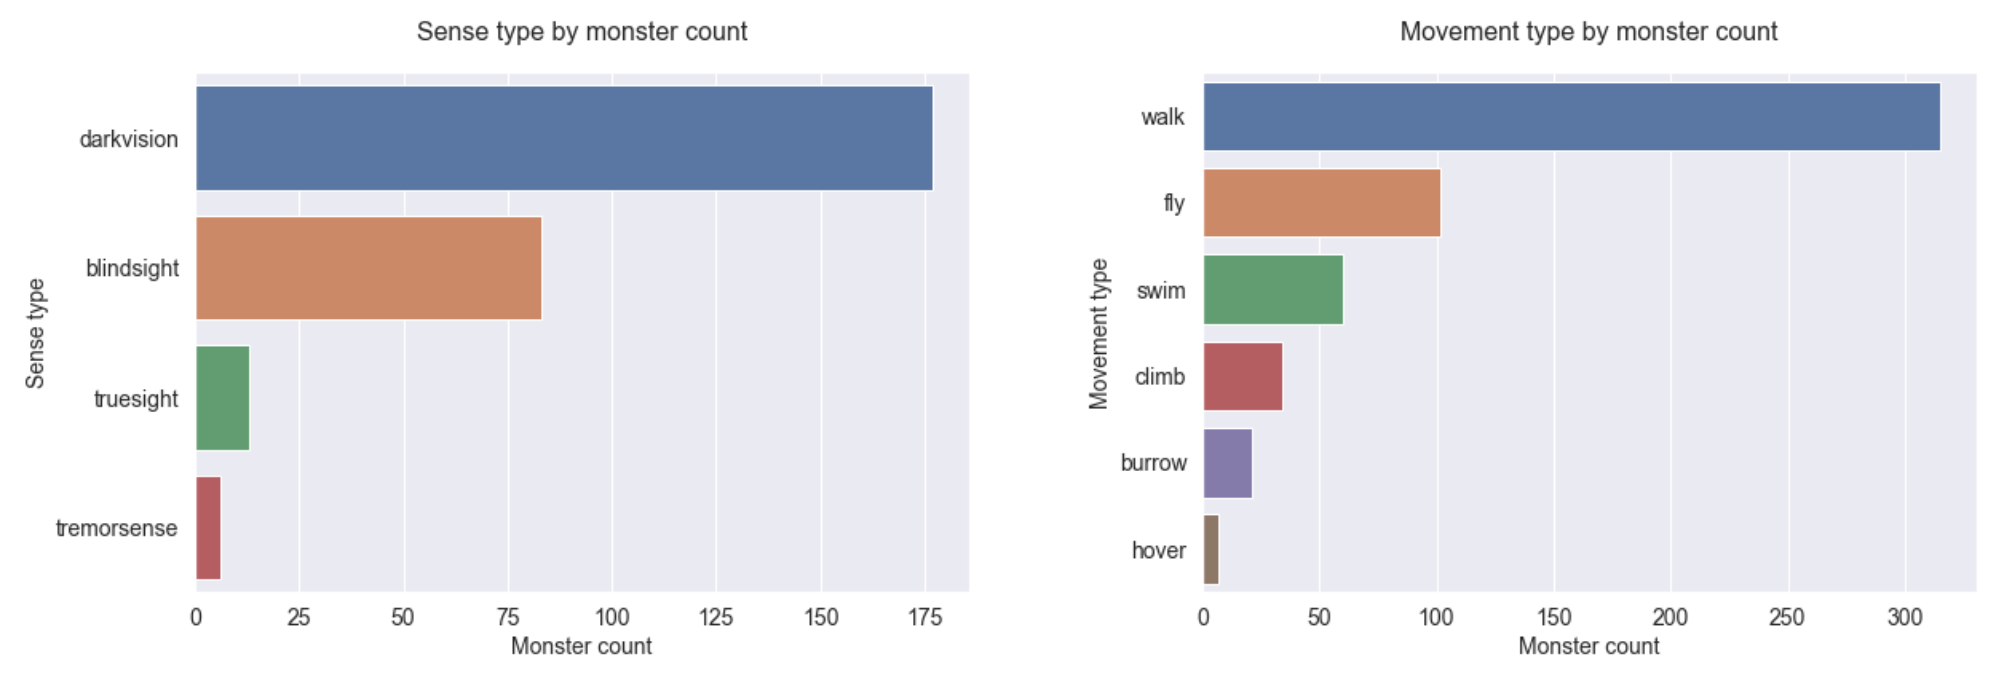 Sense type by monster count
Sense type
darkvision
blindsight
truesight
tremorsense
0 25 50 75 100 125 150 175
Monster count
Movement type by monster count
Movement type
walk
fly
swim
climb
burrow
hover
0 50 100 150 200 250 300
Monster count